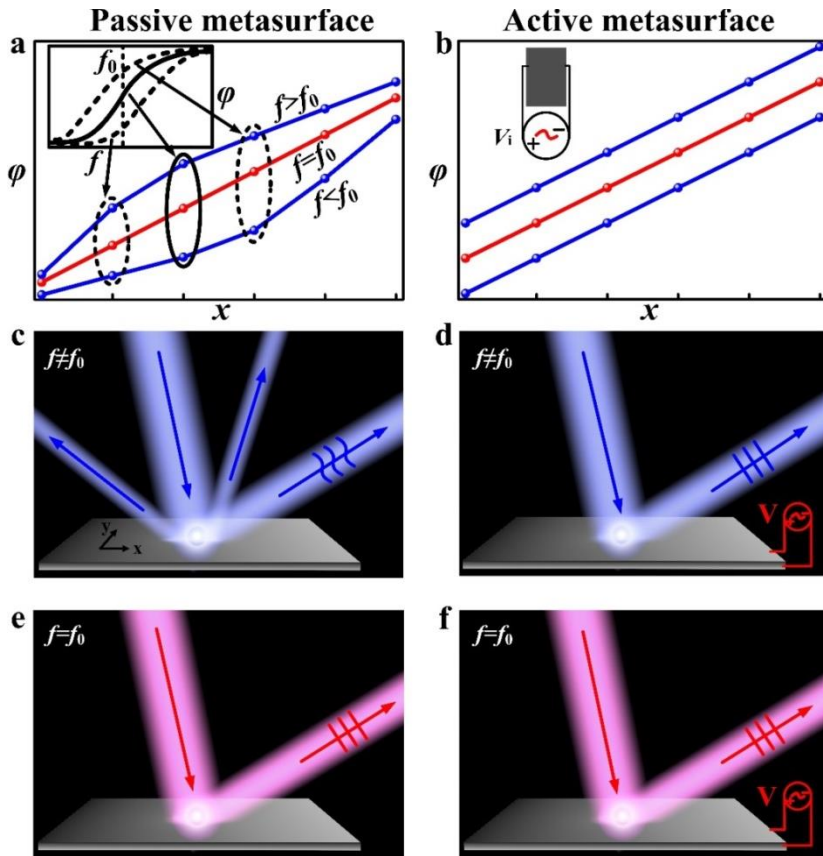 Passive metasurface
Active metasurface
a
f₀
φ
f
f>f₀
f=f₀
f<f₀
φ
x
b
Vᵢ
+ −
φ
x
c
f≠f₀
y
x
d
f≠f₀
V
e
f=f₀
f
f=f₀
V